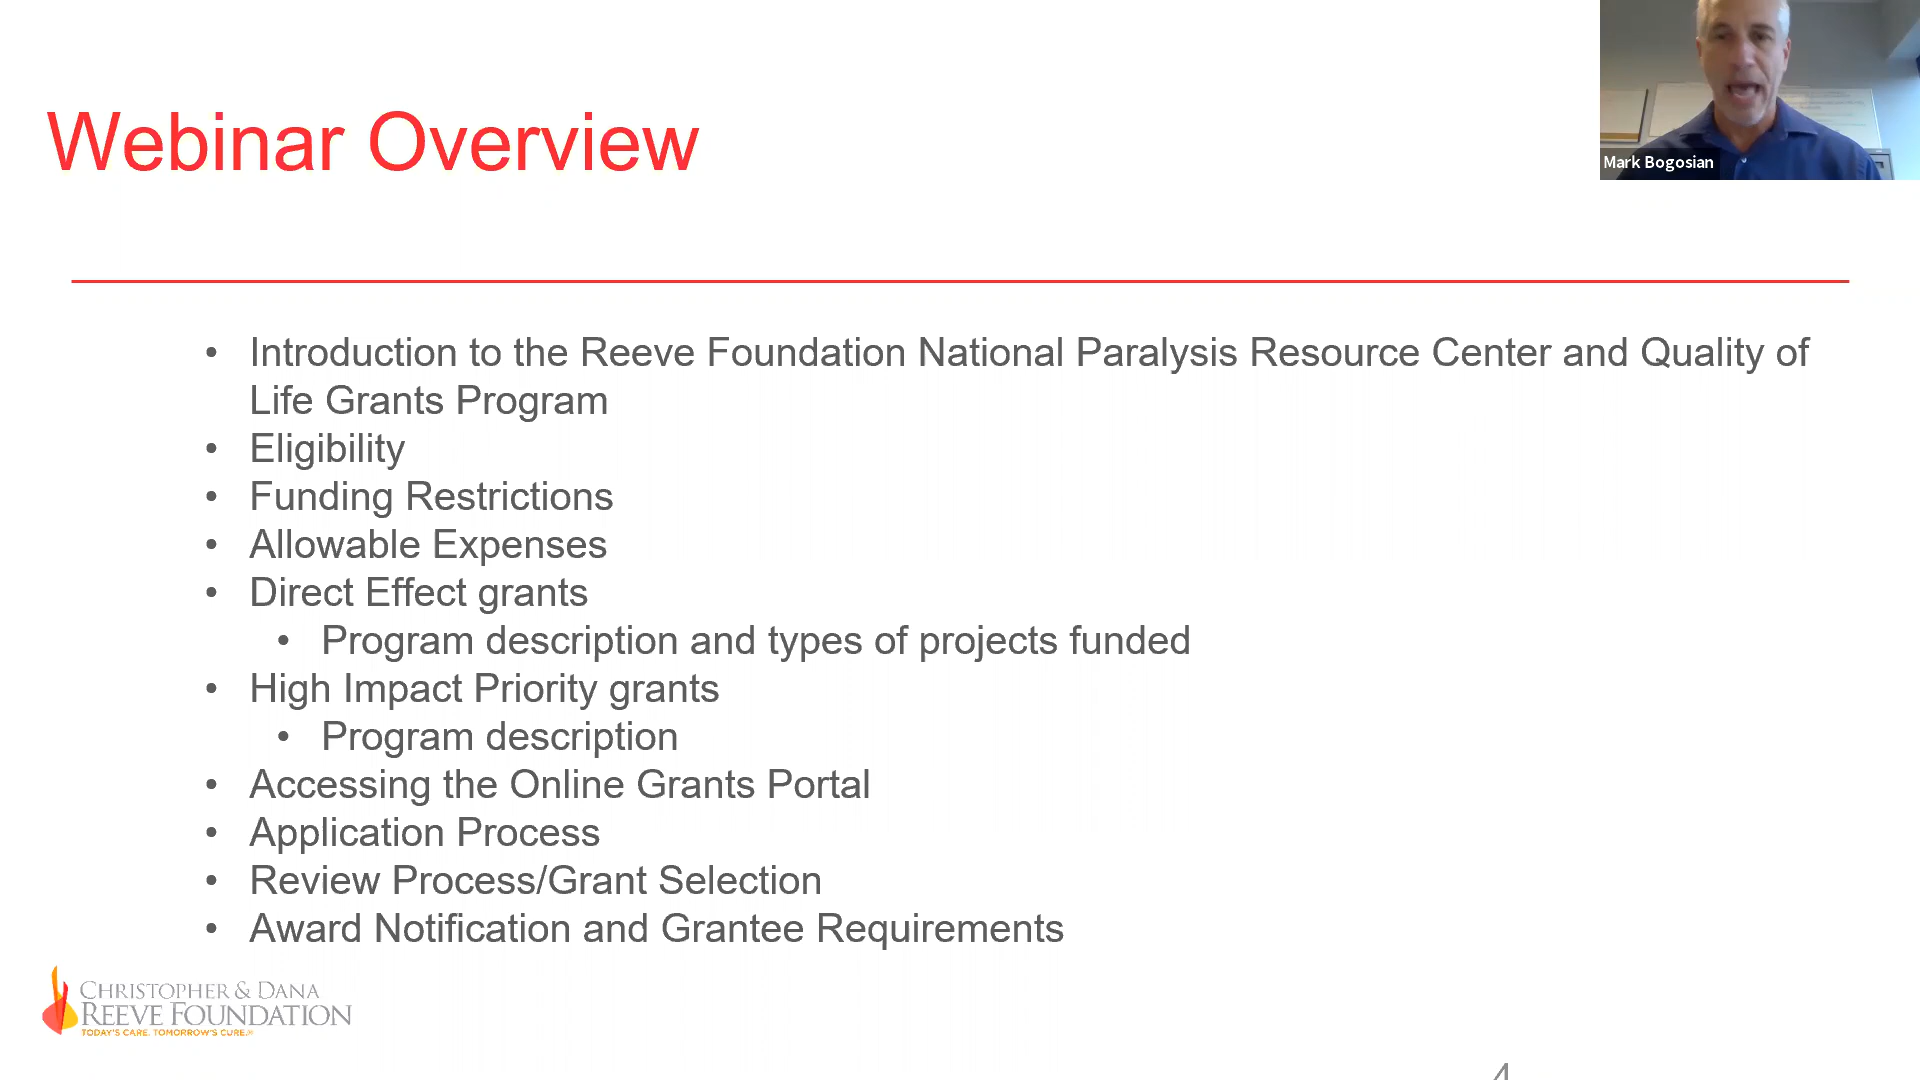 Webinar Overview
Mark Bogosian
• Introduction to the Reeve Foundation National Paralysis Resource Center and Quality of
Life Grants Program
• Eligibility
• Funding Restrictions
• Allowable Expenses
• Direct Effect grants
• Program description and types of projects funded
• High Impact Priority grants
• Program description
• Accessing the Online Grants Portal
• Application Process
• Review Process/Grant Selection
• Award Notification and Grantee Requirements
CHRISTOPHER & DANA
REEVE FOUNDATION
TODAY'S CARE. TOMORROW'S CURE.®
4